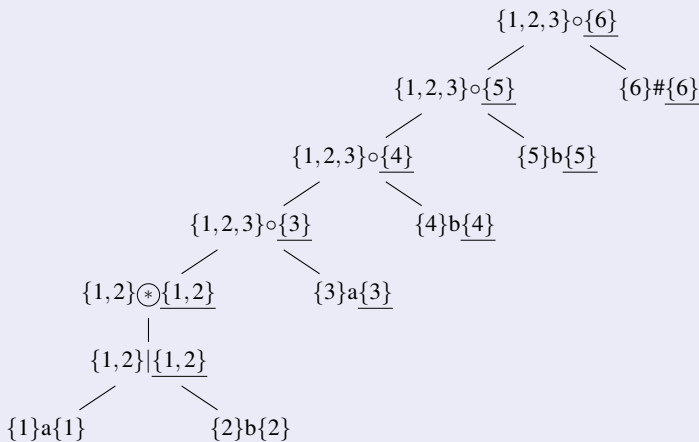 {1,2,3}∘{6}
{1,2,3}∘{5} {6}#{6}
{1,2,3}∘{4} {5}b{5}
{1,2,3}∘{3} {4}b{4}
{1,2}⊛{1,2} {3}a{3}
{1,2}|{1,2}
{1}a{1} {2}b{2}